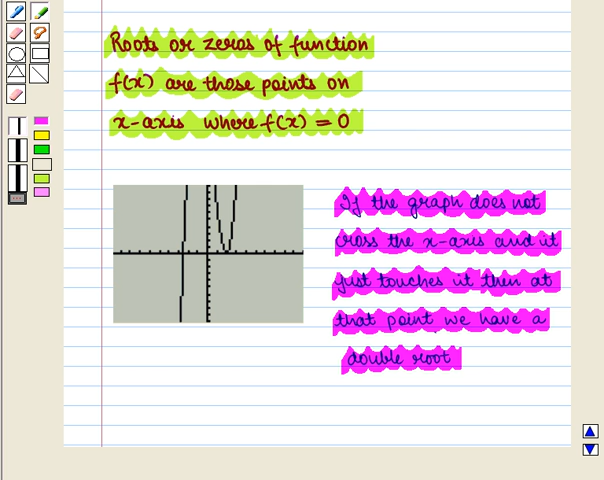 Roots or zeros of function
f(x) are those points on
x-axis where f(x) = 0
If the graph does not
cross the x-axis and it
just touches it then at
that point we have a
double root